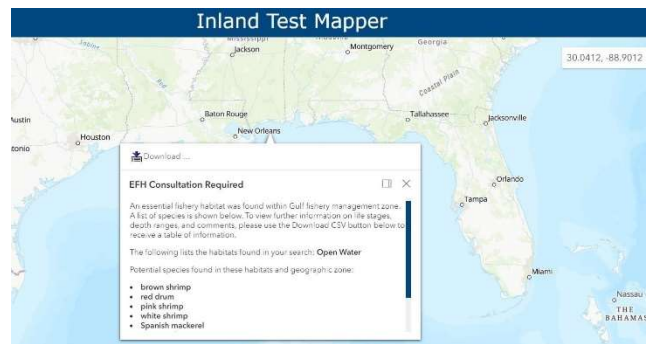 Inland Test Mapper
Mississippi
Jackson
Montgomery
Georgia
30.0412, -88.9012
Sabine
Coastal Plain
Austin
Baton Rouge
Tallahassee
Jacksonville
Houston
New Orleans
tonio
Download ...
EFH Consultation Required
Orlando
An essential fishery habitat was found within Gulf fishery management zone.
A list of species is shown below. To view further information on life stages,
depth ranges, and comments, please use the Download CSV button below to
receive a table of information.
Tampa
The following lists the habitats found in your search: Open Water
Potential species found in these habitats and geographic zone:
Miami
• brown shrimp
• red drum
• pink shrimp
• white shrimp
• Spanish mackerel
Nassau
THE
BAHAMAS